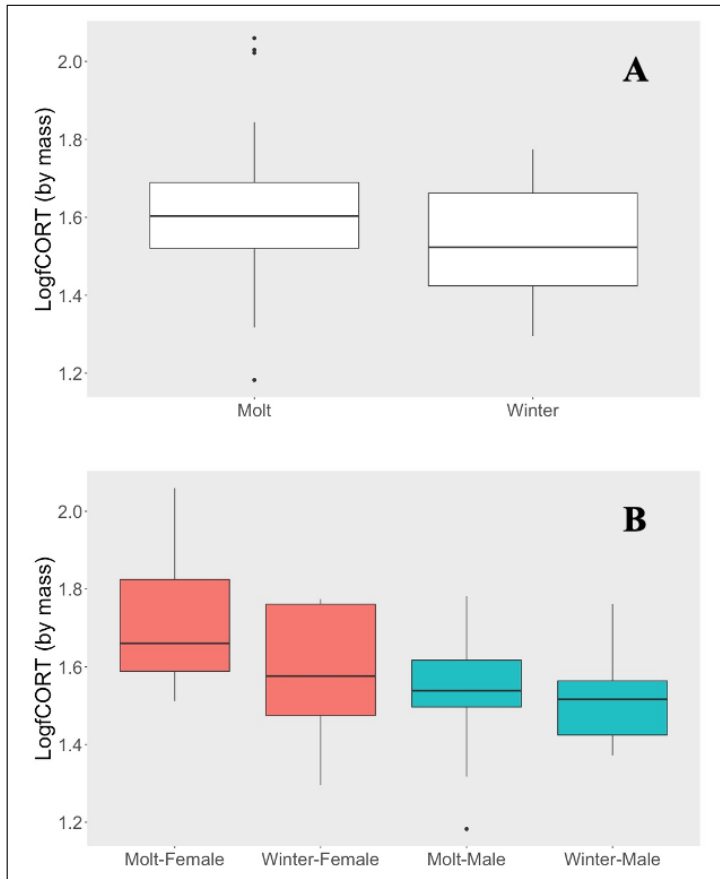 A
LogfCORT (by mass)
2.0
1.8
1.6
1.4
1.2
Molt Winter
B
LogfCORT (by mass)
2.0
1.8
1.6
1.4
1.2
Molt-Female Winter-Female Molt-Male Winter-Male